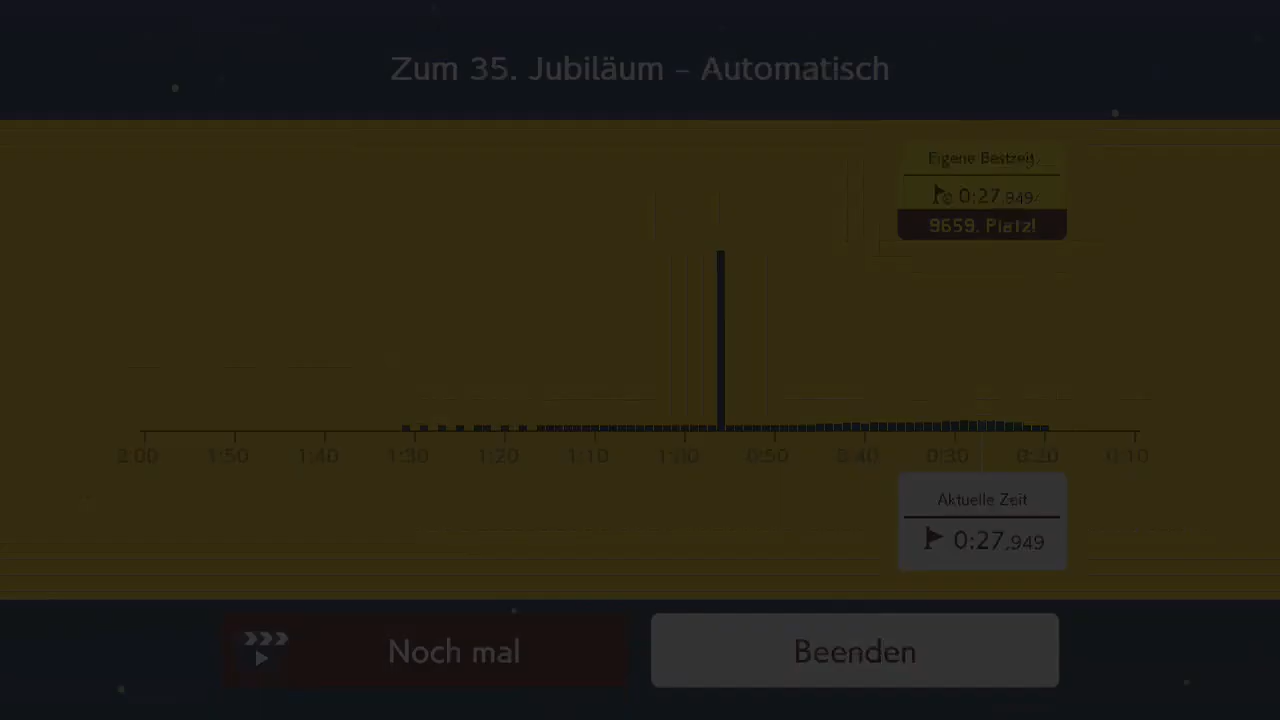 Zum 35. Jubiläum – Automatisch
Eigene Bestzeit
0:27.949
9659. Platz!
2:00 1:50 1:40 1:30 1:20 1:10 1:00 0:50 0:40 0:30 0:20 0:10
Aktuelle Zeit
0:27.949
Noch mal
Beenden